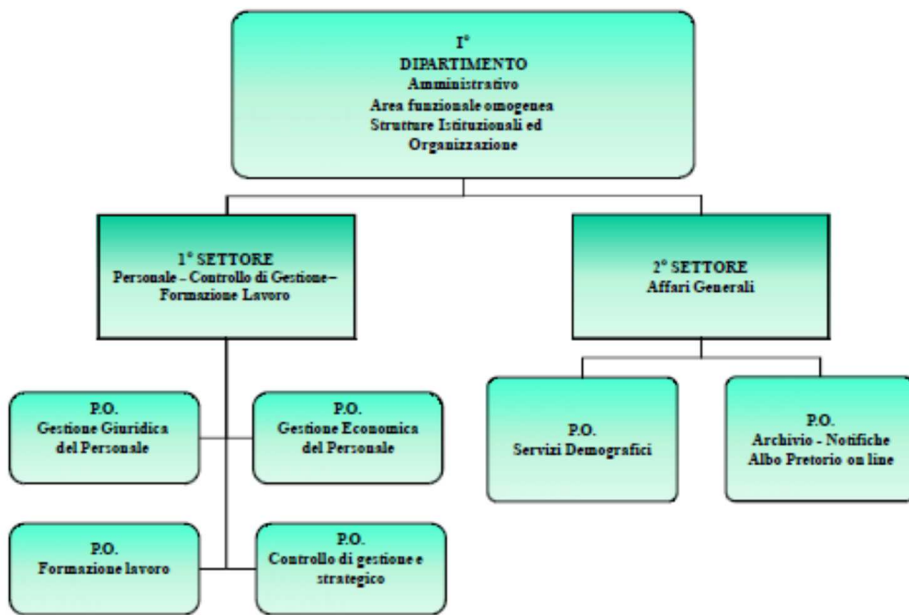 I°
DIPARTIMENTO
Amministrativo
Area funzionale omogenea
Strutture Istituzionali ed
Organizzazione
1° SETTORE
Personale - Controllo di Gestione–
Formazione Lavoro
2° SETTORE
Affari Generali
P.O.
Gestione Giuridica
del Personale
P.O.
Gestione Economica
del Personale
P.O.
Servizi Demografici
P.O.
Archivio - Notifiche
Albo Pretorio on line
P.O.
Formazione lavoro
P.O.
Controllo di gestione e
strategico